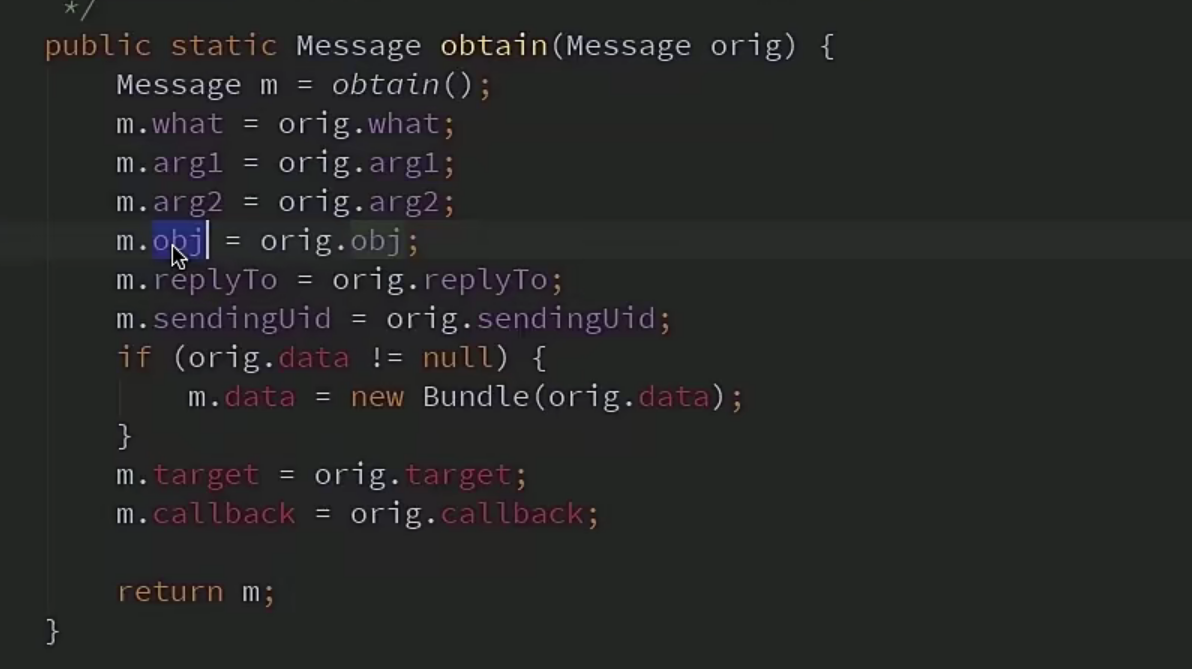 */
public static Message obtain(Message orig) {
    Message m = obtain();
    m.what = orig.what;
    m.arg1 = orig.arg1;
    m.arg2 = orig.arg2;
    m.obj = orig.obj;
    m.replyTo = orig.replyTo;
    m.sendingUid = orig.sendingUid;
    if (orig.data != null) {
        m.data = new Bundle(orig.data);
    }
    m.target = orig.target;
    m.callback = orig.callback;

    return m;
}